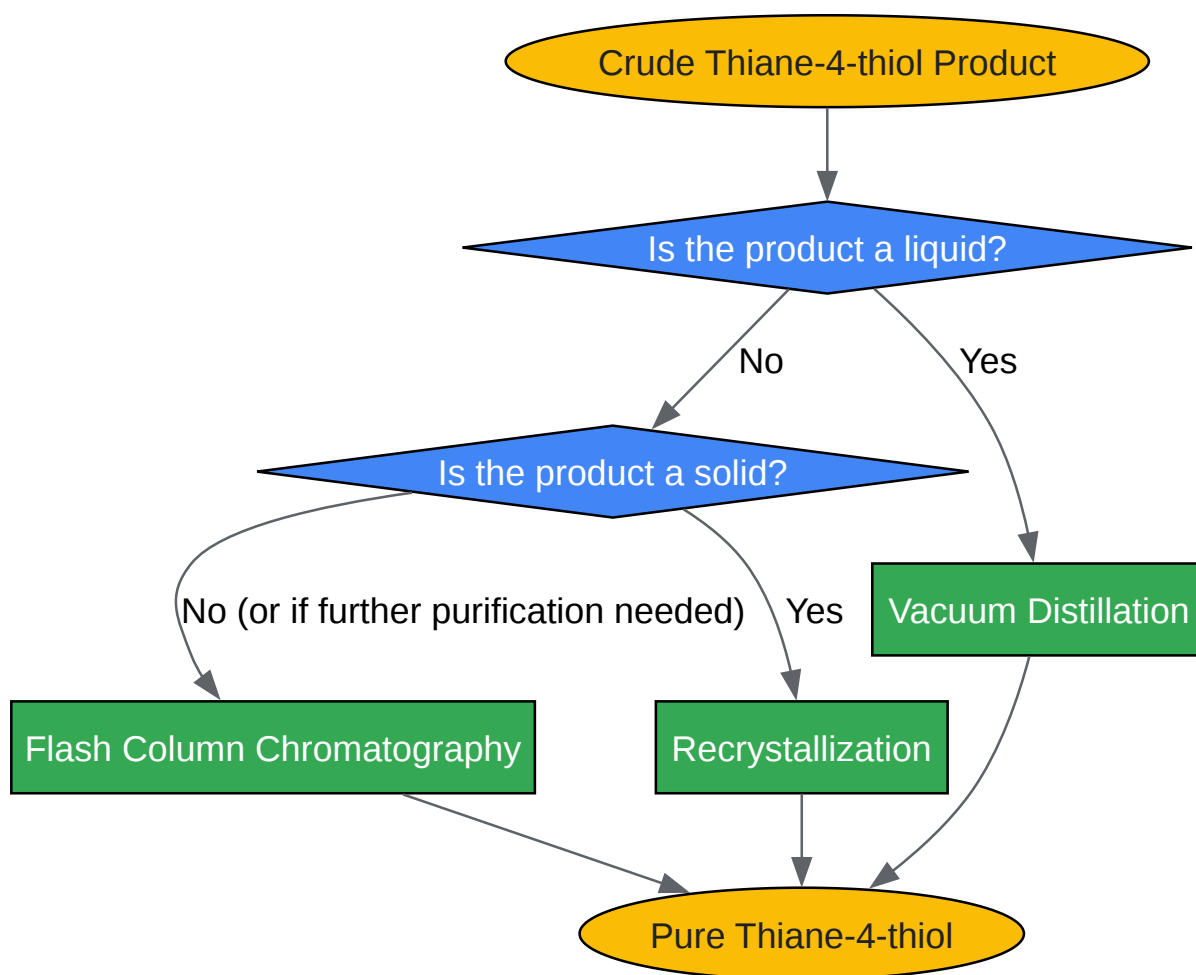 Crude Thiane-4-thiol Product
Is the product a liquid?
No
Yes
Is the product a solid?
No (or if further purification needed)
Yes
Vacuum Distillation
Flash Column Chromatography
Recrystallization
Pure Thiane-4-thiol